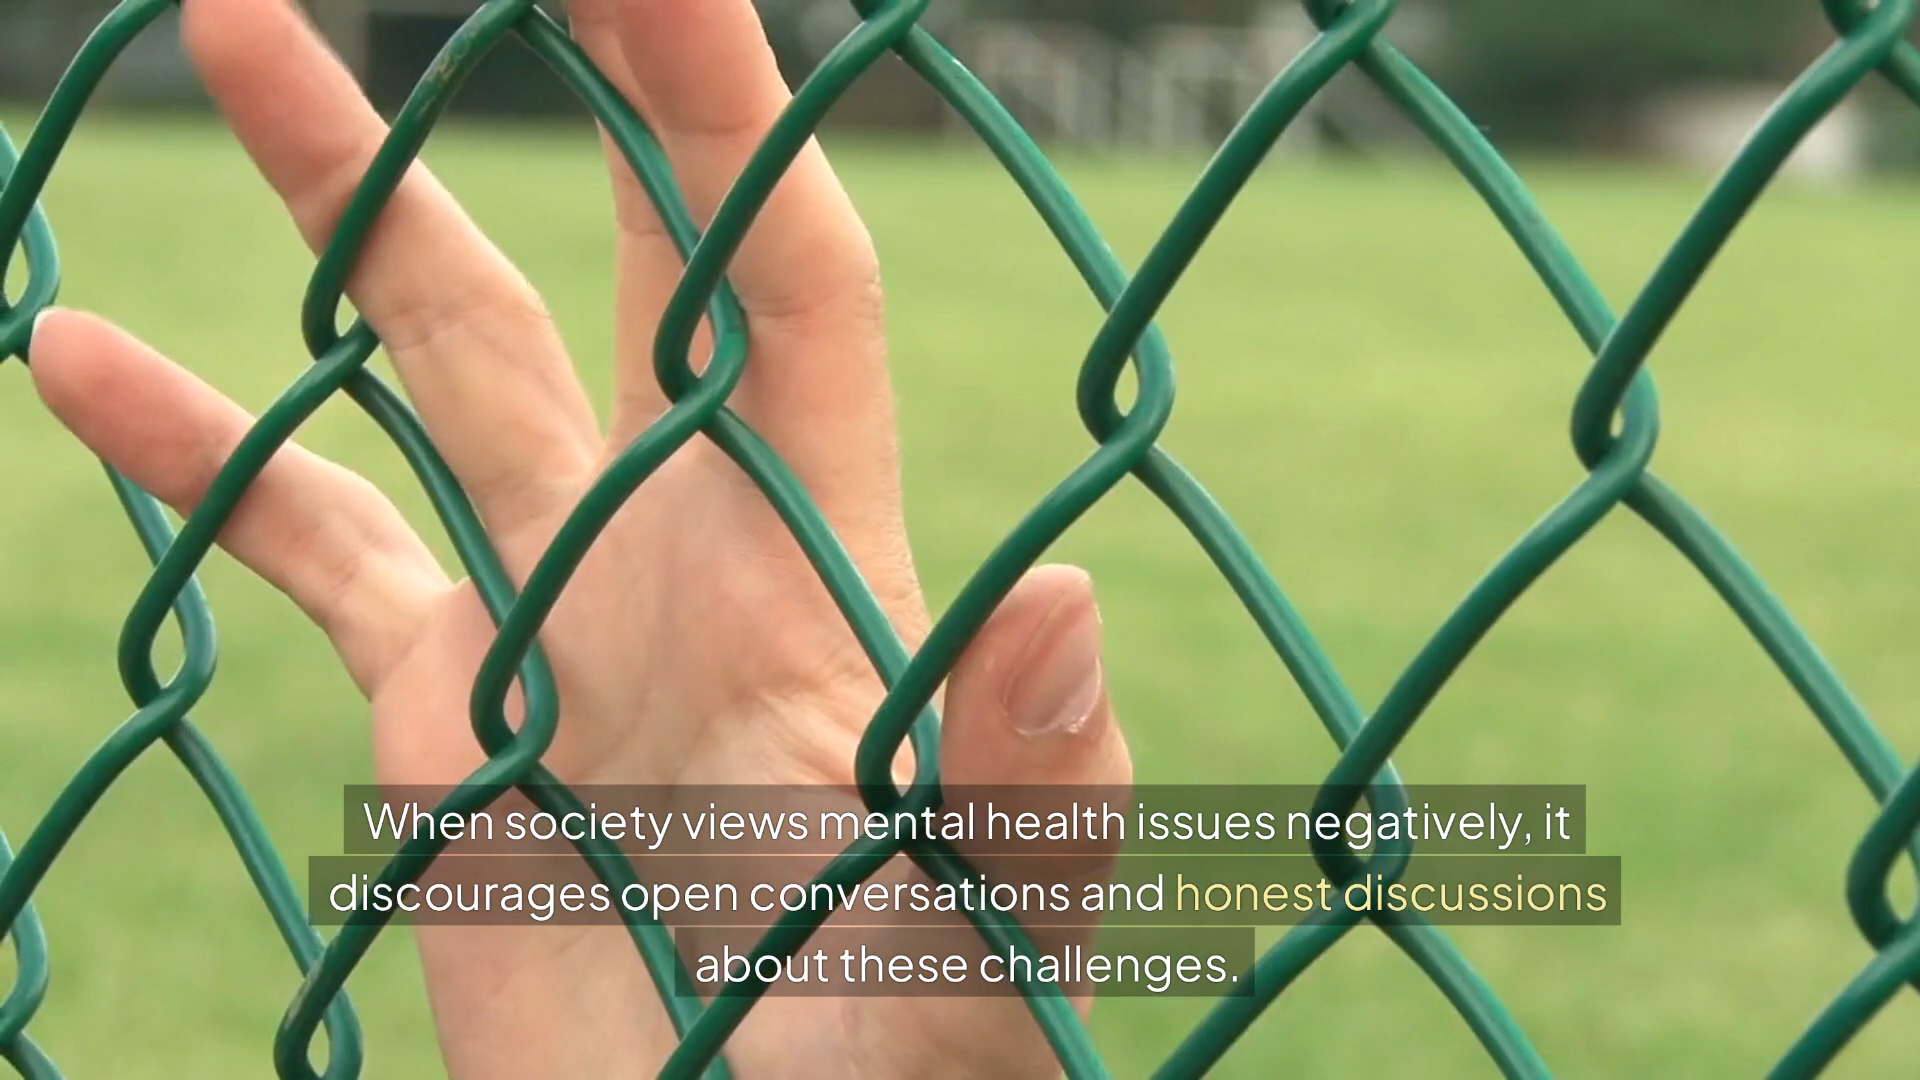 When society views mental health issues negatively, it
discourages open conversations and honest discussions
about these challenges.